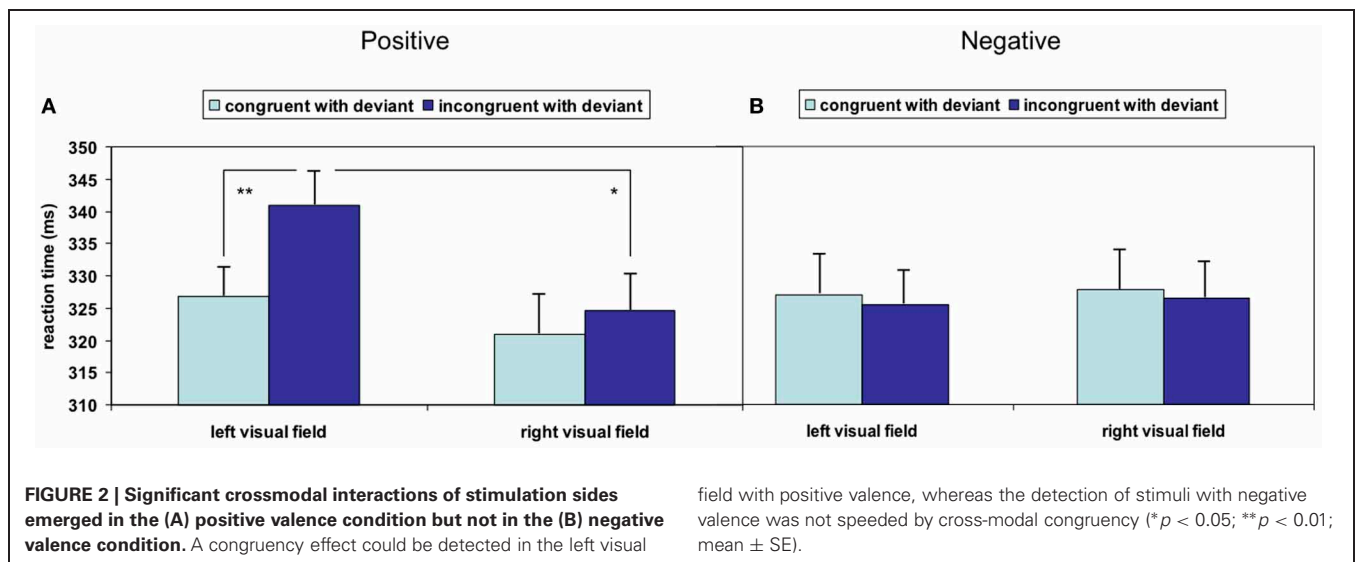 Positive
Negative
A
congruent with deviant incongruent with deviant
B
congruent with deviant incongruent with deviant
reaction time (ms)
350
345
340
335
330
325
320
315
310
**
*
left visual field
right visual field
left visual field
right visual field
FIGURE 2 | Significant crossmodal interactions of stimulation sides
emerged in the (A) positive valence condition but not in the (B) negative
valence condition. A congruency effect could be detected in the left visual
field with positive valence, whereas the detection of stimuli with negative
valence was not speeded by cross-modal congruency (*p < 0.05; **p < 0.01;
mean ± SE).